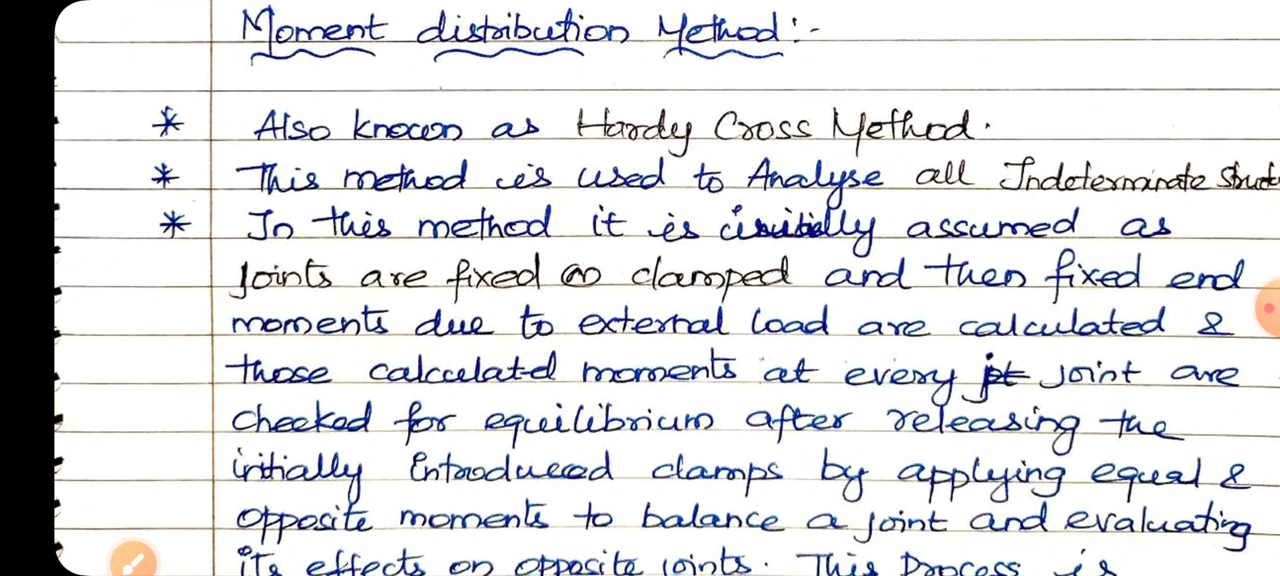 Moment distribution Method:-
* Also known as Hardy Cross Method.
* This method is used to Analyse all Indeterminate Struct
* In this method it is initially assumed as
joints are fixed (or) clamped and then fixed end
moments due to external load are calculated &
those calculated moments at every joint are
checked for equilibrium after releasing the
initially Introduced clamps by applying equal &
opposite moments to balance a joint and evaluating
its effects on opposite joints. This Process is